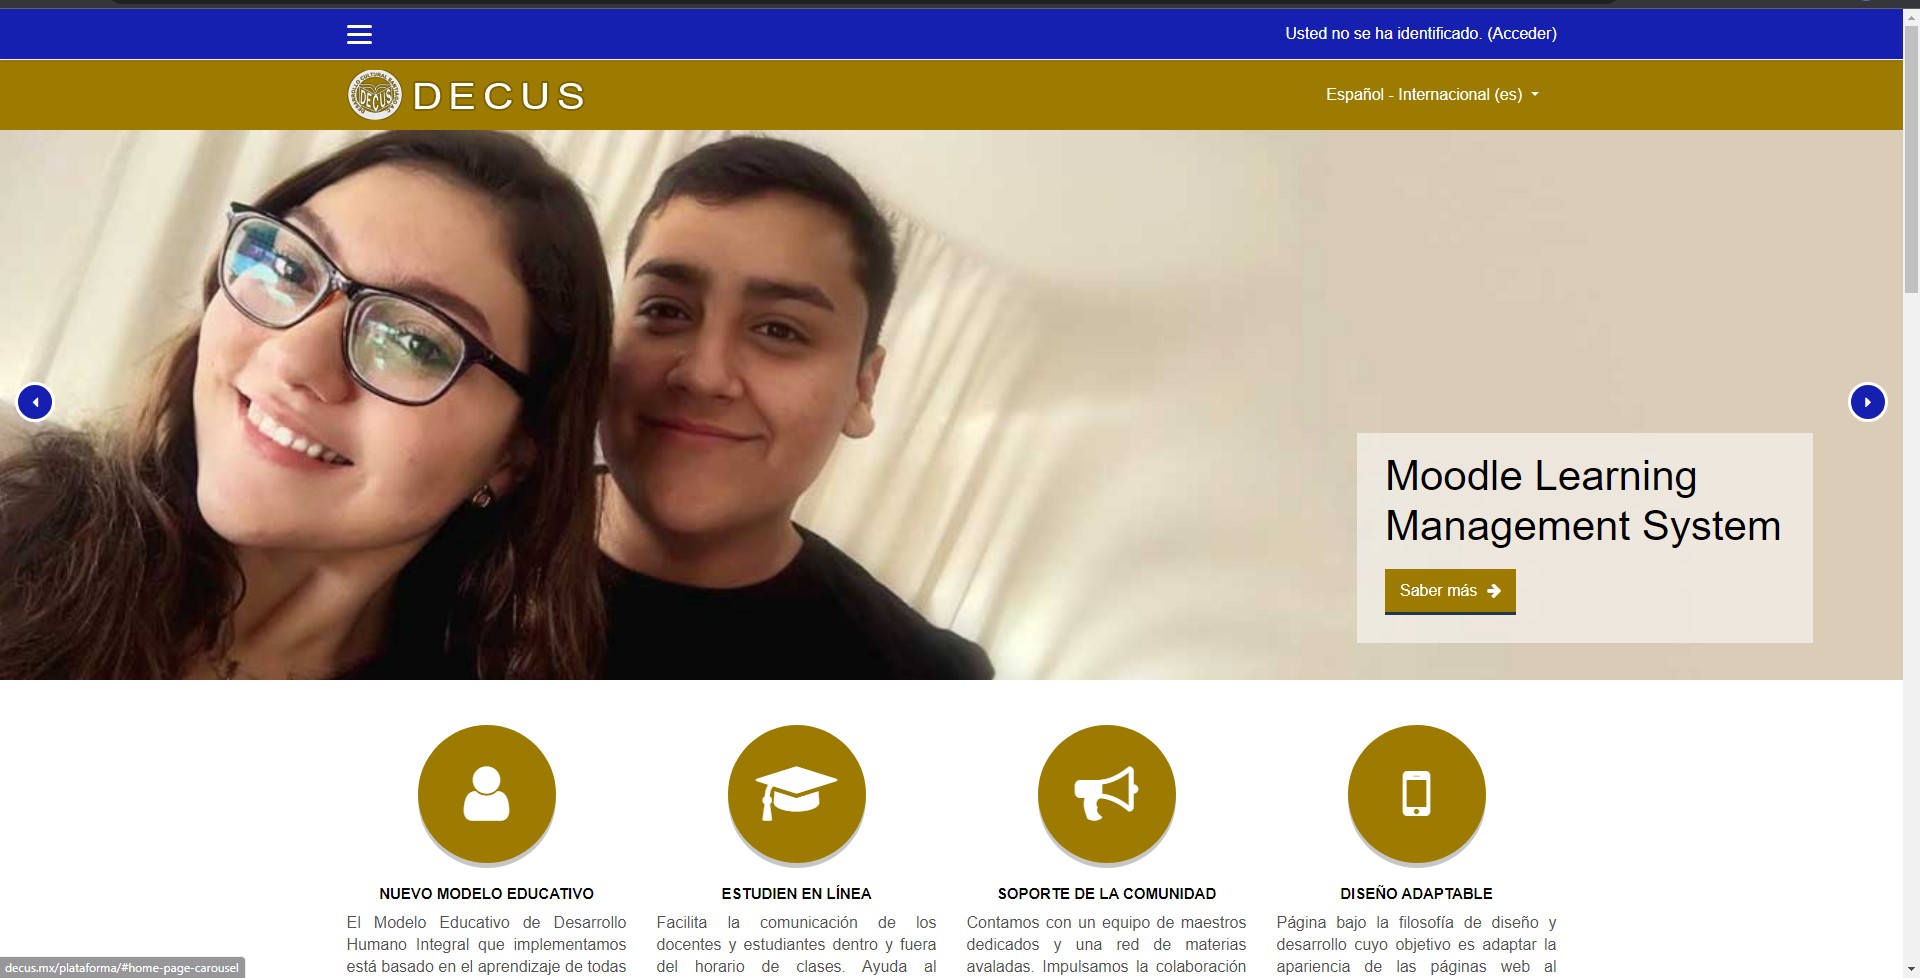 Usted no se ha identificado. (Acceder)
DECUS
Español - Internacional (es)
Moodle Learning
Management System
Saber más
NUEVO MODELO EDUCATIVO
El Modelo Educativo de Desarrollo
Humano Integral que implementamos
está basado en el aprendizaje de todas
ESTUDIEN EN LÍNEA
Facilita la comunicación de los
docentes y estudiantes dentro y fuera
del horario de clases. Ayuda al
SOPORTE DE LA COMUNIDAD
Contamos con un equipo de maestros
dedicados y una red de materias
avaladas. Impulsamos la colaboración
DISEÑO ADAPTABLE
Página bajo la filosofía de diseño y
desarrollo cuyo objetivo es adaptar la
apariencia de las páginas web al
decus.mx/plataforma/#home-page-carousel